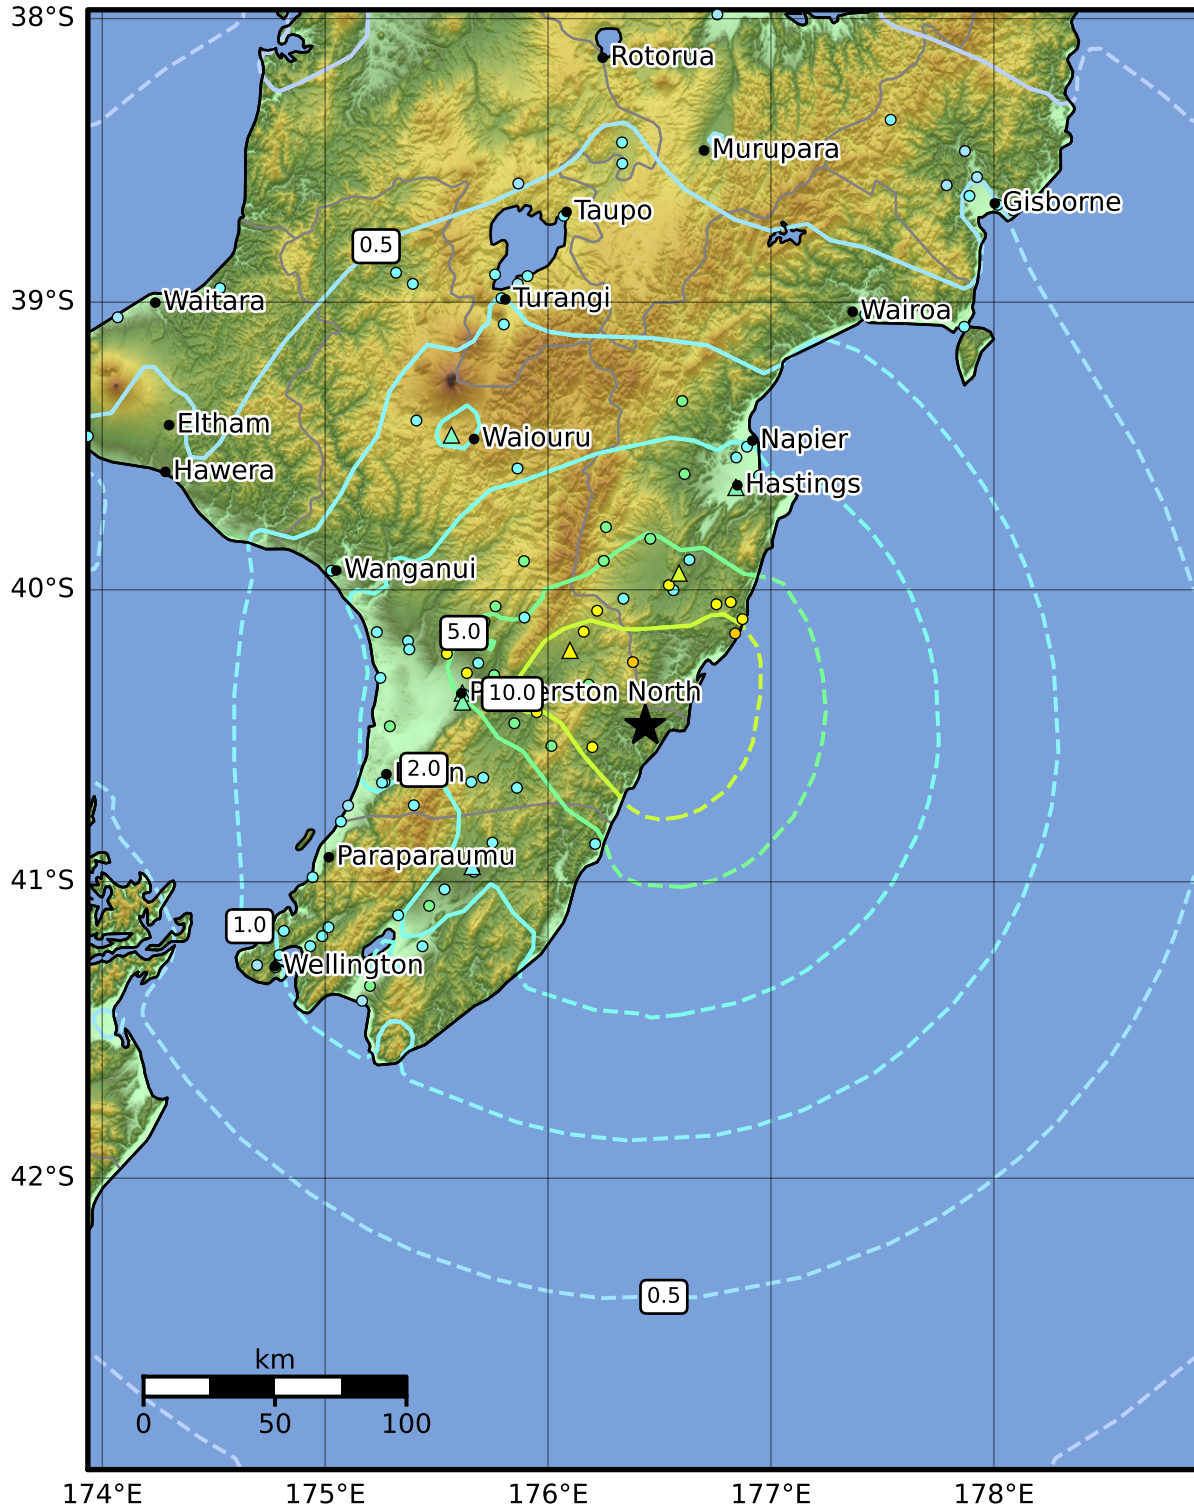 38°S
Rotorua
Murupara
Gisborne
Taupo
0.5
39°S
Waitara
Turangi
Wairoa
Eltham
Waiouru
Napier
Hawera
Hastings
Wanganui
40°S
5.0
10.0
P erston North
2.0
n
Paraparaumu
41°S
1.0
Wellington
42°S
0.5
km
0 50 100
174°E 175°E 176°E 177°E 178°E